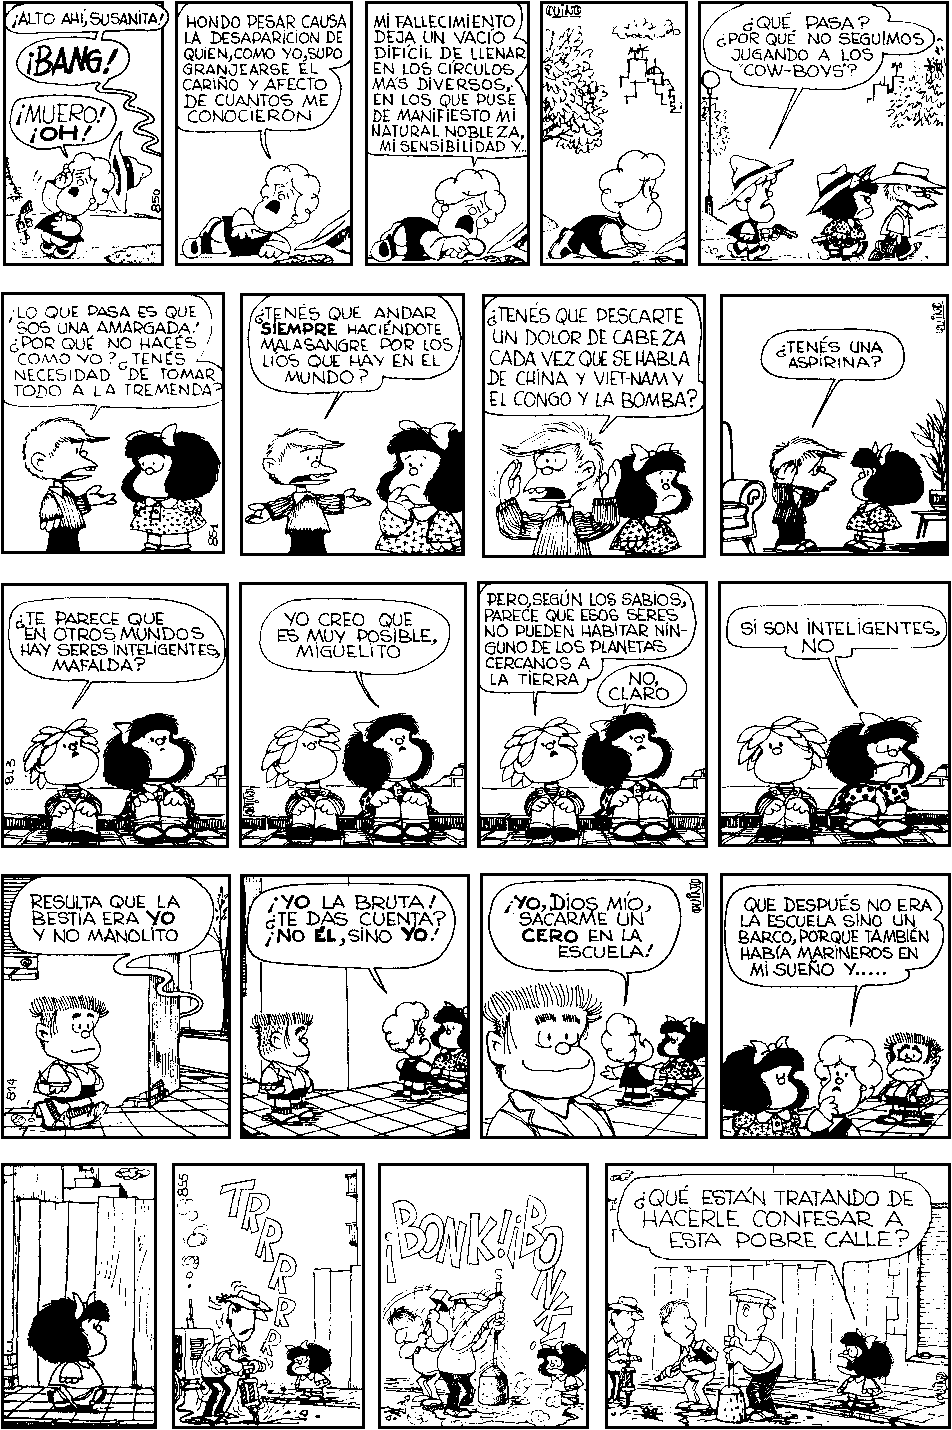 ¡ALTO AHÍ, SUSANITA!
¡BANG!
¡MUERO!
¡OH!
850
HONDO PESAR CAUSA
LA DESAPARICION DE
QUIEN, COMO YO, SUPO
GRANJEARSE EL
CARIÑO Y AFECTO
DE CUANTOS ME
CONOCIERON
MI FALLECIMIENTO
DEJA UN VACÍO
DIFÍCIL DE LLENAR
EN LOS CÍRCULOS
MAS DIVERSOS,
EN LOS QUE PUSE
DE MANIFIESTO MI
NATURAL NOBLEZA,
MI SENSIBILIDAD Y...
QUINO
¿QUÉ PASA?
¿POR QUÉ NO SEGUIMOS
JUGANDO A LOS
"COW-BOYS"?
¡LO QUE PASA ES QUE
SOS UNA AMARGADA!
¿POR QUÉ NO HACÉS
COMO YO? ¿TENÉS
NECESIDAD DE TOMAR
TODO A LA TREMENDA?
861
¿TENÉS QUE ANDAR
SIEMPRE HACIÉNDOTE
MALASANGRE POR LOS
LÍOS QUE HAY EN EL
MUNDO?
¿TENÉS QUE PESCARTE
UN DOLOR DE CABEZA
CADA VEZ QUE SE HABLA
DE CHINA Y VIET-NAM Y
EL CONGO Y LA BOMBA?
¿TENÉS UNA
ASPIRINA?
QUINO
¿TE PARECE QUE
EN OTROS MUNDOS
HAY SERES INTELIGENTES,
MAFALDA?
813
YO CREO QUE
ES MUY POSIBLE,
MIGUELITO
QUINO
PERO, SEGÚN LOS SABIOS,
PARECE QUE ESOS SERES
NO PUEDEN HABITAR NIN-
GUNO DE LOS PLANETAS
CERCANOS A
LA TIERRA
NO,
CLARO
SI SON INTELIGENTES,
NO
RESULTA QUE LA
BESTIA ERA YO
Y NO MANOLITO
814
¡YO LA BRUTA!
¿TE DAS CUENTA?
¡NO ÉL, SINO YO!
¡YO, DIOS MÍO,
SACARME UN
CERO EN LA
ESCUELA!
QUINO
QUE DESPUÉS NO ERA
LA ESCUELA SINO UN
BARCO, PORQUE TAMBIÉN
HABÍA MARINEROS EN
MI SUEÑO Y.....
855
TRRRRRR
¡BONK! ¡BONK!
¿QUÉ ESTÁN TRATANDO DE
HACERLE CONFESAR A
ESTA POBRE CALLE?